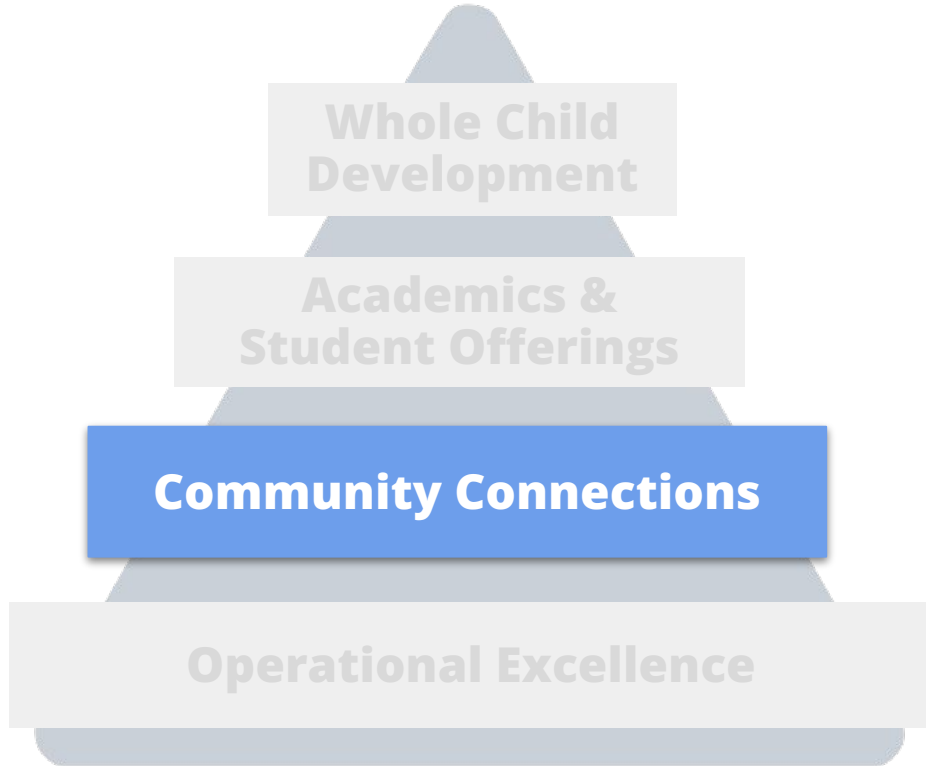 Whole Child
Development
Academics &
Student Offerings
Community Connections
Operational Excellence